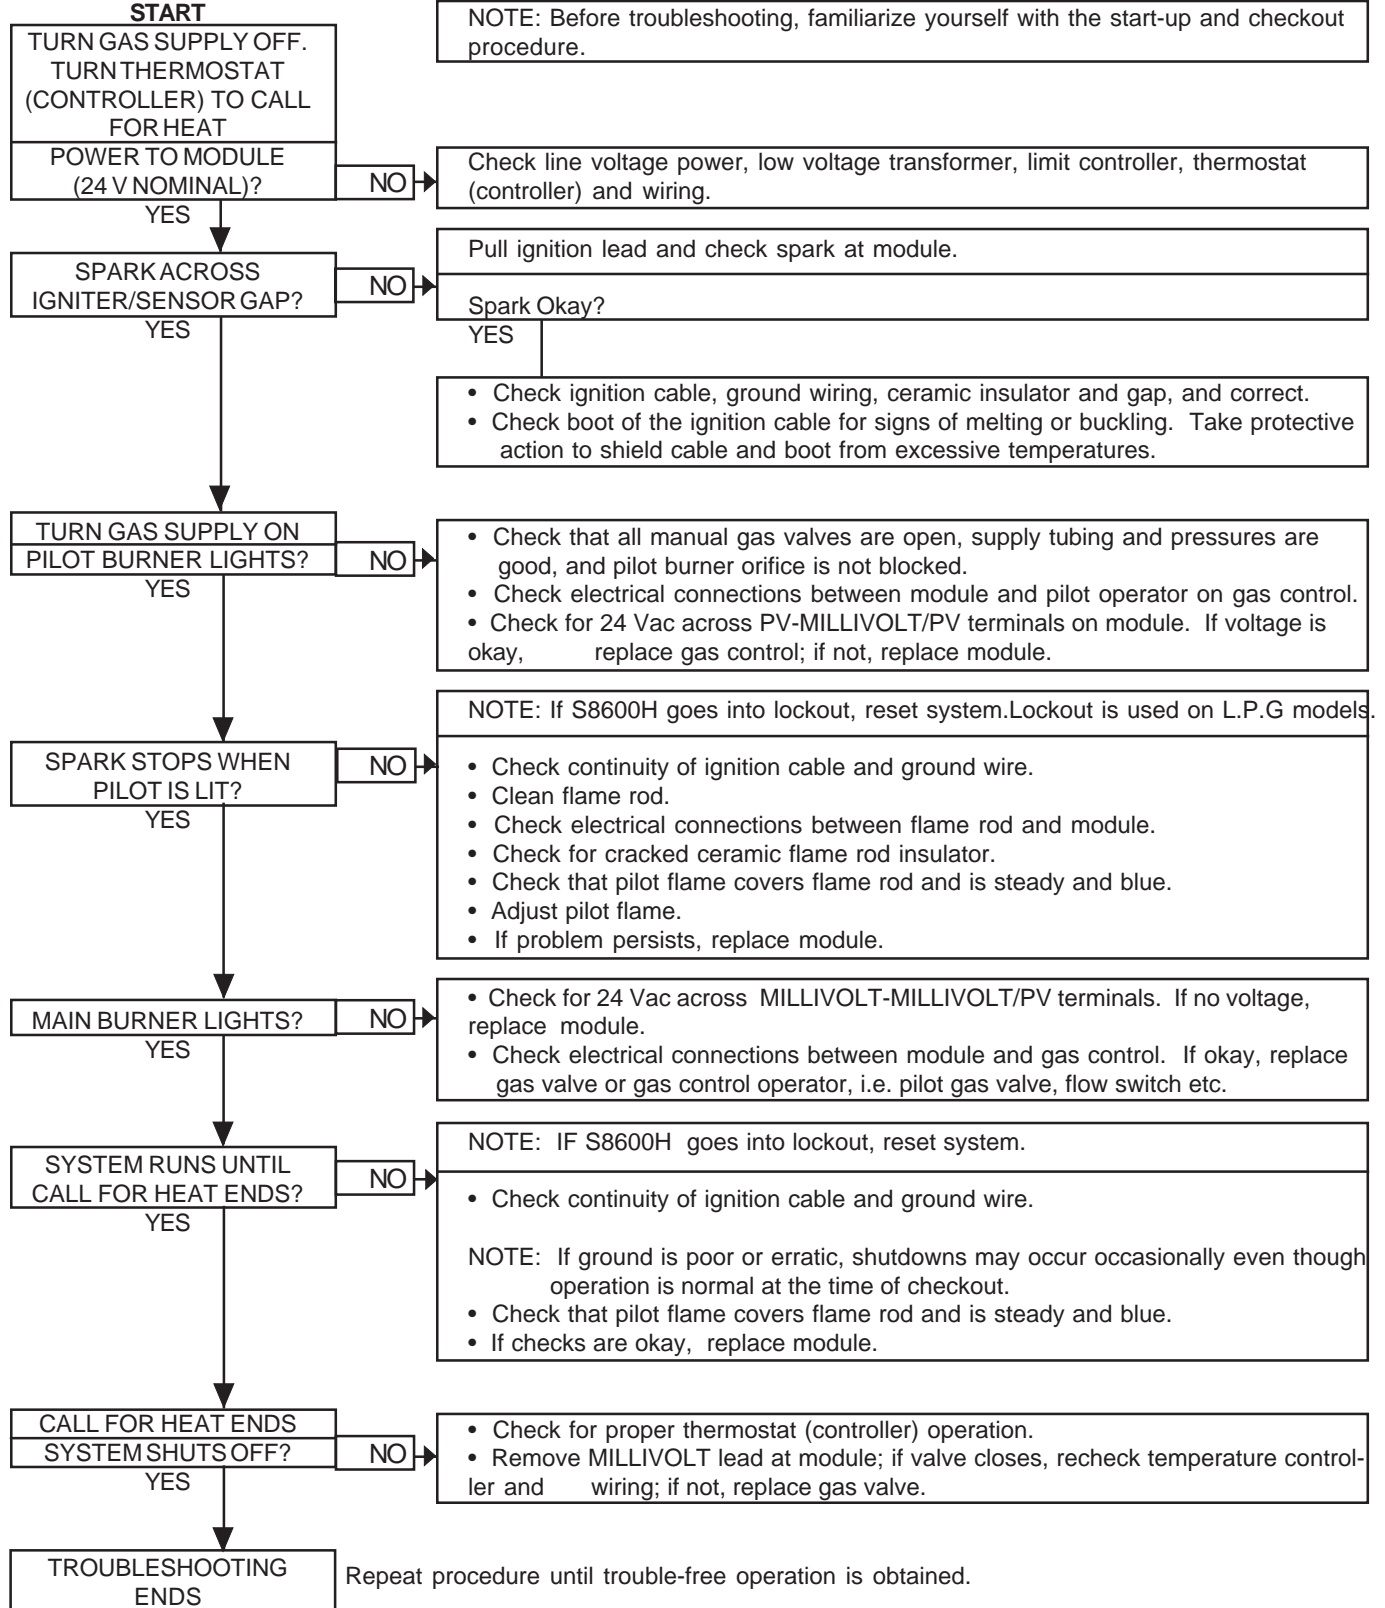 START
NOTE: Before troubleshooting, familiarize yourself with the start-up and checkout
procedure.
TURN GAS SUPPLY OFF.
TURN THERMOSTAT
(CONTROLLER) TO CALL
FOR HEAT
POWER TO MODULE
(24 V NOMINAL)?
NO
Check line voltage power, low voltage transformer, limit controller, thermostat
(controller) and wiring.
YES
SPARK ACROSS
IGNITER/SENSOR GAP?
NO
Pull ignition lead and check spark at module.
Spark Okay?
YES
YES
• Check ignition cable, ground wiring, ceramic insulator and gap, and correct.
• Check boot of the ignition cable for signs of melting or buckling. Take protective
action to shield cable and boot from excessive temperatures.
TURN GAS SUPPLY ON
PILOT BURNER LIGHTS?
NO
• Check that all manual gas valves are open, supply tubing and pressures are
good, and pilot burner orifice is not blocked.
• Check electrical connections between module and pilot operator on gas control.
• Check for 24 Vac across PV-MILLIVOLT/PV terminals on module. If voltage is
okay, replace gas control; if not, replace module.
YES
NOTE: If S8600H goes into lockout, reset system.Lockout is used on L.P.G models.
SPARK STOPS WHEN
PILOT IS LIT?
NO
• Check continuity of ignition cable and ground wire.
• Clean flame rod.
• Check electrical connections between flame rod and module.
• Check for cracked ceramic flame rod insulator.
• Check that pilot flame covers flame rod and is steady and blue.
• Adjust pilot flame.
• If problem persists, replace module.
YES
MAIN BURNER LIGHTS?
NO
• Check for 24 Vac across MILLIVOLT-MILLIVOLT/PV terminals. If no voltage,
replace module.
• Check electrical connections between module and gas control. If okay, replace
gas valve or gas control operator, i.e. pilot gas valve, flow switch etc.
YES
NOTE: IF S8600H goes into lockout, reset system.
SYSTEM RUNS UNTIL
CALL FOR HEAT ENDS?
NO
• Check continuity of ignition cable and ground wire.
NOTE: If ground is poor or erratic, shutdowns may occur occasionally even though
operation is normal at the time of checkout.
• Check that pilot flame covers flame rod and is steady and blue.
• If checks are okay, replace module.
YES
CALL FOR HEAT ENDS
SYSTEM SHUTS OFF?
NO
• Check for proper thermostat (controller) operation.
• Remove MILLIVOLT lead at module; if valve closes, recheck temperature control-
ler and wiring; if not, replace gas valve.
YES
TROUBLESHOOTING
ENDS
Repeat procedure until trouble-free operation is obtained.